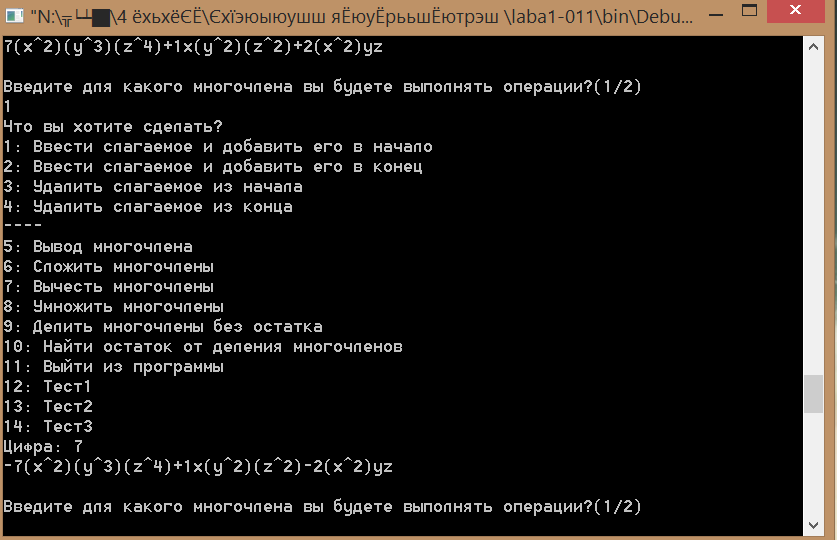 "N:\╦┴┴██\4 ёхьхёЄЁ\Єхїэюыюушш яЁюуЁрьшЁютрэш \laba1-011\bin\Debu...
7(x^2)(y^3)(z^4)+1x(y^2)(z^2)+2(x^2)yz
Введите для какого многочлена вы будете выполнять операции?(1/2)
1
Что вы хотите сделать?
1: Ввести слагаемое и добавить его в начало
2: Ввести слагаемое и добавить его в конец
3: Удалить слагаемое из начала
4: Удалить слагаемое из конца
----
5: Вывод многочлена
6: Сложить многочлены
7: Вычесть многочлены
8: Умножить многочлены
9: Делить многочлены без остатка
10: Найти остаток от деления многочленов
11: Выйти из программы
12: Тест1
13: Тест2
14: Тест3
Цифра: 7
-7(x^2)(y^3)(z^4)+1x(y^2)(z^2)-2(x^2)yz
Введите для какого многочлена вы будете выполнять операции?(1/2)